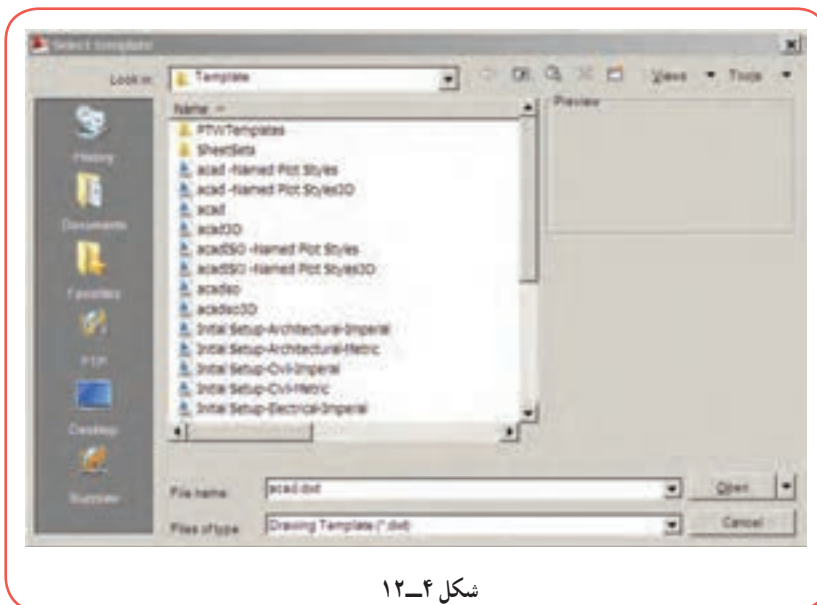 Select template
Look in: Template Views Tools
Name Preview
History
Documents
Favorites
FTP
Desktop
Buzzsaw
PTWTemplates
SheetSets
acad -Named Plot Styles
acad -Named Plot Styles3D
acad
acad3D
acadISO -Named Plot Styles
acadISO -Named Plot Styles3D
acadiso
acadiso3D
Initial Setup-Architectural-Imperial
Initial Setup-Architectural-Metric
Initial Setup-Civil-Imperial
Initial Setup-Civil-Metric
Initial Setup-Electrical-Imperial
File name: acad.dwt Open
Files of type: Drawing Template (*.dwt) Cancel
شکل ۴ــ۱۲